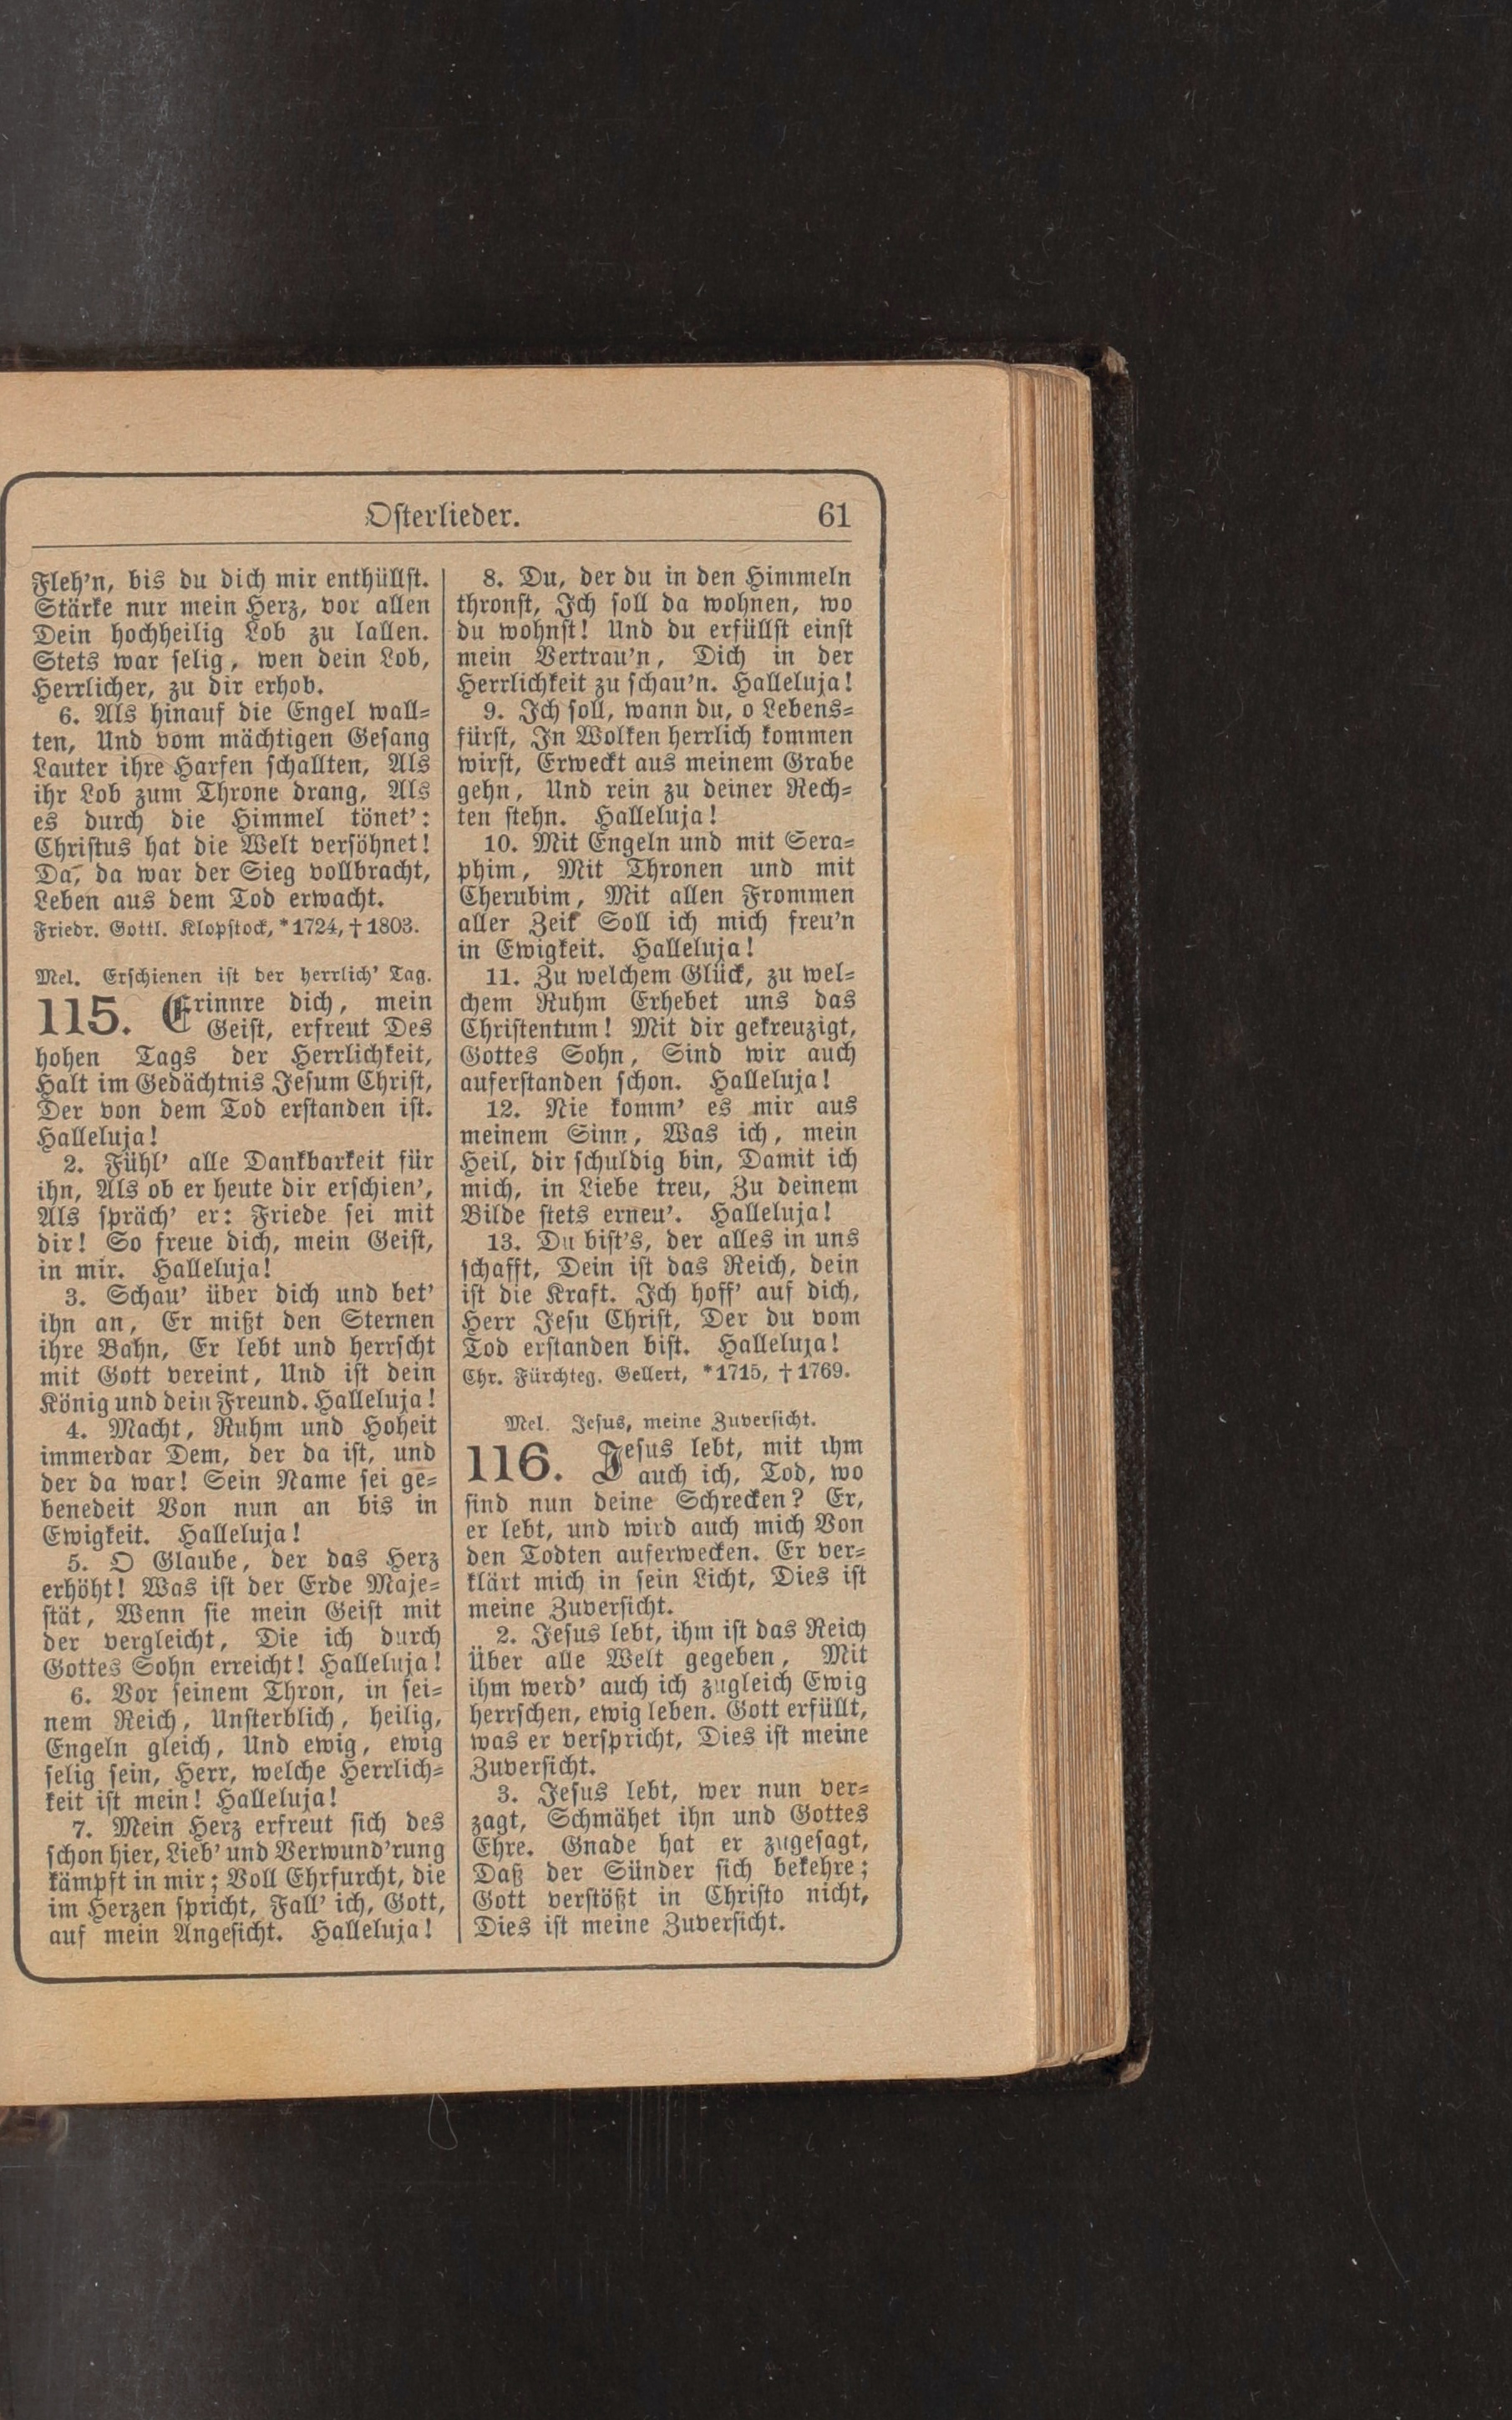 Osterlieder. 61
Fleh'n, bis du dich mir enthüllst.
Stärke nur mein Herz, vor allen
Dein hochheilig Lob zu lallen.
Stets war selig, wen dein Lob,
Herrlicher, zu dir erhob.
6. Als hinauf die Engel wall-
ten, Und vom mächtigen Gesang
Lauter ihre Harfen schallten, Als
ihr Lob zum Throne drang, Als
es durch die Himmel tönet':
Christus hat die Welt versöhnet!
Da, da war der Sieg vollbracht,
Leben aus dem Tod erwacht.
Friedr. Gottl. Klopstock, *1724, †1803.
Mel. Erschienen ist der herrlich' Tag.
115. Erinnre dich, mein
Geist, erfreut Des
hohen Tags der Herrlichkeit,
Halt im Gedächtnis Jesum Christ,
Der von dem Tod erstanden ist.
Halleluja!
2. Fühl' alle Dankbarkeit für
ihn, Als ob er heute dir erschien',
Als spräch' er: Friede sei mit
dir! So freue dich, mein Geist,
in mir. Halleluja!
3. Schau' über dich und bet'
ihn an, Er mißt den Sternen
ihre Bahn, Er lebt und herrscht
mit Gott vereint, Und ist dein
König und dein Freund. Halleluja!
4. Macht, Ruhm und Hoheit
immerdar Dem, der da ist, und
der da war! Sein Name sei ge-
benedeit Von nun an bis in
Ewigkeit. Halleluja!
5. O Glaube, der das Herz
erhöht! Was ist der Erde Maje-
stät, Wenn sie mein Geist mit
der vergleicht, Die ich durch
Gottes Sohn erreicht! Halleluja!
6. Vor seinem Thron, in sei-
nem Reich, Unsterblich, heilig,
Engeln gleich, Und ewig, ewig
selig sein, Herr, welche Herrlich-
keit ist mein! Halleluja!
7. Mein Herz erfreut sich des
schon hier, Lieb' und Verwund'rung
kämpft in mir; Voll Ehrfurcht, die
im Herzen spricht, Fall' ich, Gott,
auf mein Angesicht. Halleluja!
8. Du, der du in den Himmeln
thronst, Ich soll da wohnen, wo
du wohnst! Und du erfüllst einst
mein Vertrau'n, Dich in der
Herrlichkeit zu schau'n. Halleluja!
9. Ich soll, wann du, o Lebens-
fürst, In Wolken herrlich kommen
wirst, Erweckt aus meinem Grabe
gehn, Und rein zu deiner Rech-
ten stehn. Halleluja!
10. Mit Engeln und mit Sera-
phim, Mit Thronen und mit
Cherubim, Mit allen Frommen
aller Zeit Soll ich mich freu'n
in Ewigkeit. Halleluja!
11. Zu welchem Glück, zu wel-
chem Ruhm Erhebet uns das
Christentum! Mit dir gekreuzigt,
Gottes Sohn, Sind wir auch
auferstanden schon. Halleluja!
12. Nie komm' es mir aus
meinem Sinn, Was ich, mein
Heil, dir schuldig bin, Damit ich
mich, in Liebe treu, Zu deinem
Bilde stets erneu'. Halleluja!
13. Du bist's, der alles in uns
schafft, Dein ist das Reich, dein
ist die Kraft. Ich hoff' auf dich,
Herr Jesu Christ, Der du vom
Tod erstanden bist. Halleluja!
Chr. Fürchteg. Gellert, *1715, †1769.
Mel. Jesus, meine Zuversicht.
116. Jesus lebt, mit ihm
auch ich, Tod, wo
sind nun deine Schrecken? Er,
er lebt, und wird auch mich Von
den Todten auferwecken. Er ver-
klärt mich in sein Licht, Dies ist
meine Zuversicht.
2. Jesus lebt, ihm ist das Reich
Über alle Welt gegeben, Mit
ihm werd' auch ich zugleich Ewig
herrschen, ewig leben. Gott erfüllt,
was er verspricht, Dies ist meine
Zuversicht.
3. Jesus lebt, wer nun ver-
zagt, Schmähet ihn und Gottes
Ehre. Gnade hat er zugesagt,
Daß der Sünder sich bekehre;
Gott verstößt in Christo nicht,
Dies ist meine Zuversicht.